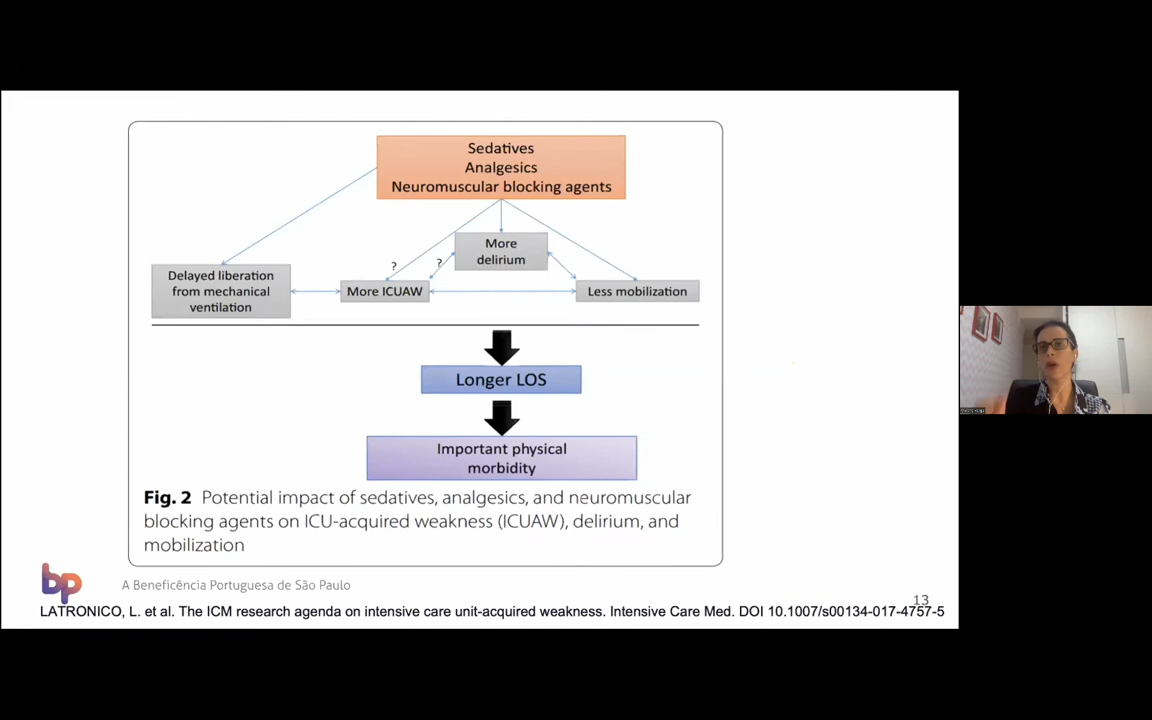 Sedatives
Analgesics
Neuromuscular blocking agents
More
delirium
?
?
Delayed liberation
from mechanical
ventilation
More ICUAW
Less mobilization
Longer LOS
Important physical
morbidity
Fig. 2 Potential impact of sedatives, analgesics, and neuromuscular
blocking agents on ICU-acquired weakness (ICUAW), delirium, and
mobilization
bp
A Beneficência Portuguesa de São Paulo
13
LATRONICO, L. et al. The ICM research agenda on intensive care unit-acquired weakness. Intensive Care Med. DOI 10.1007/s00134-017-4757-5